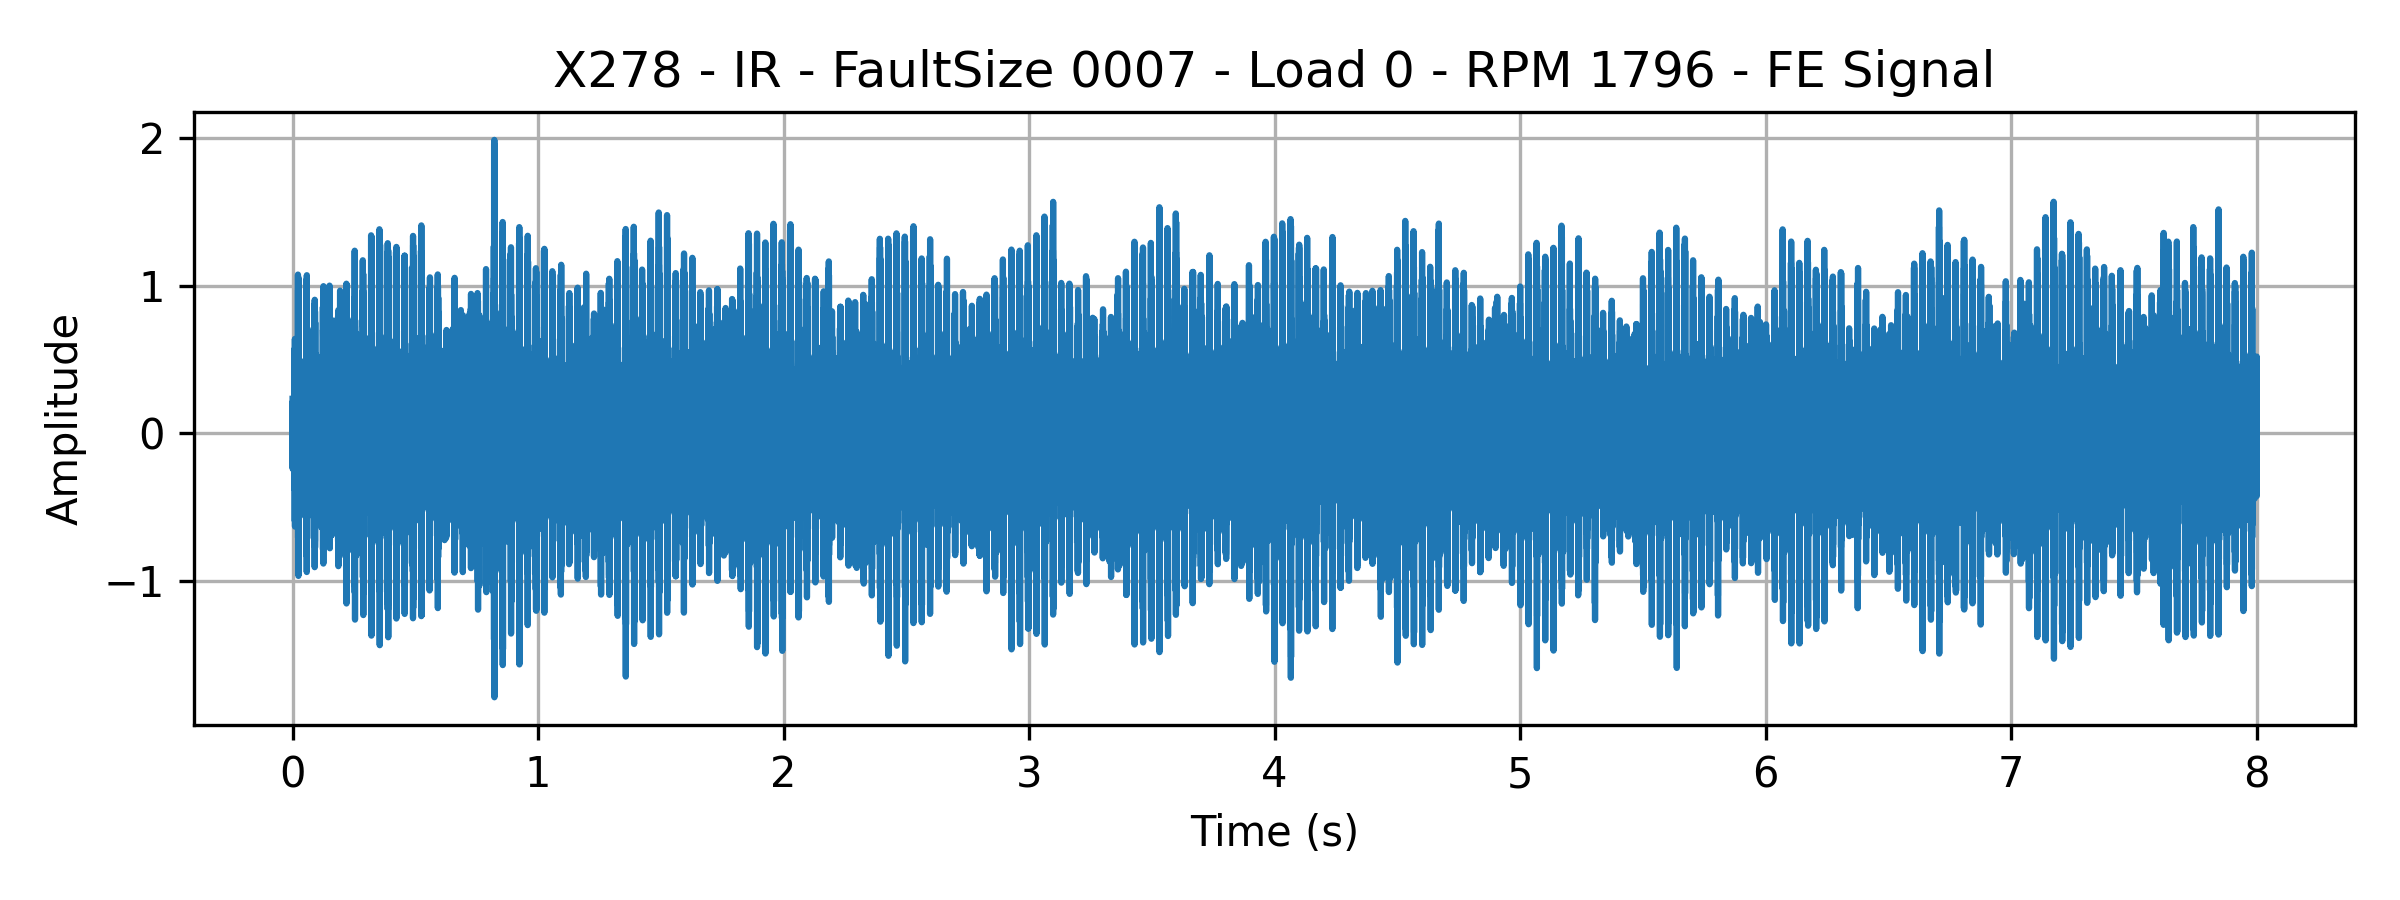 X278 - IR - FaultSize 0007 - Load 0 - RPM 1796 - FE Signal
2
1
0
−1
Amplitude
0 1 2 3 4 5 6 7 8
Time (s)